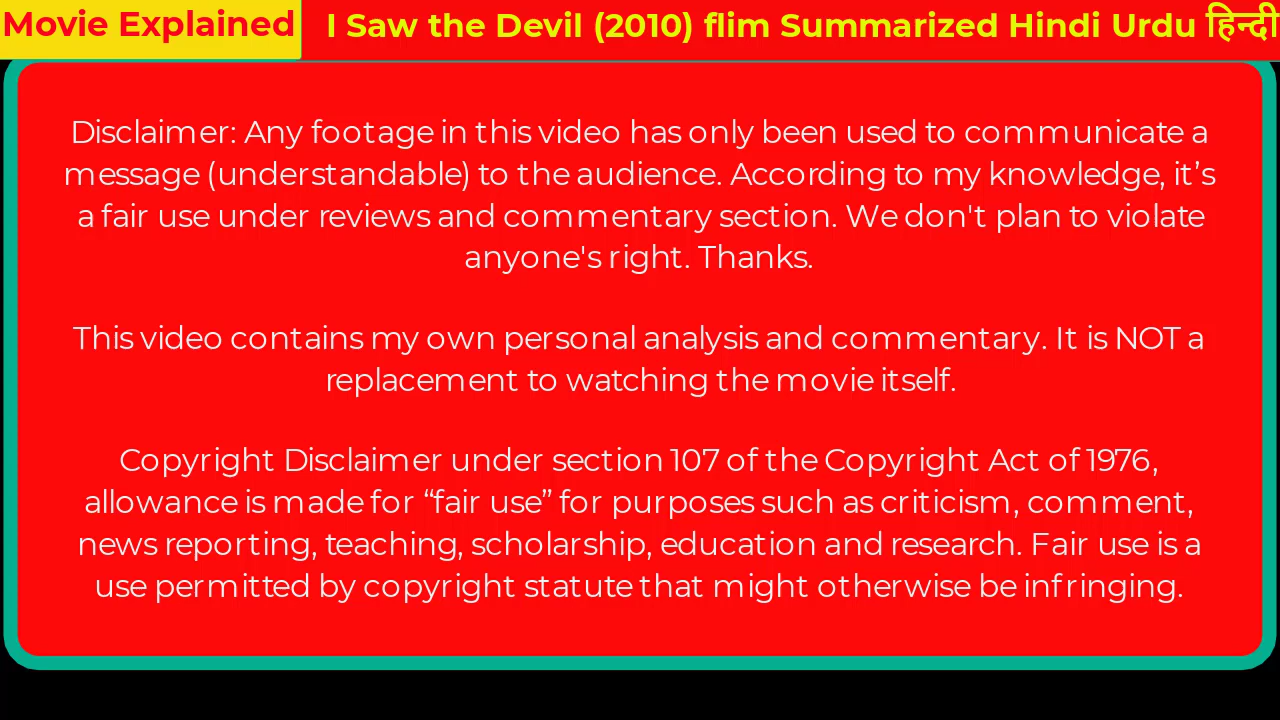 Movie Explained
I Saw the Devil (2010) flim Summarized Hindi Urdu हिन्दी
Disclaimer: Any footage in this video has only been used to communicate a
message (understandable) to the audience. According to my knowledge, it’s
a fair use under reviews and commentary section. We don't plan to violate
anyone's right. Thanks.
This video contains my own personal analysis and commentary. It is NOT a
replacement to watching the movie itself.
Copyright Disclaimer under section 107 of the Copyright Act of 1976,
allowance is made for “fair use” for purposes such as criticism, comment,
news reporting, teaching, scholarship, education and research. Fair use is a
use permitted by copyright statute that might otherwise be infringing.